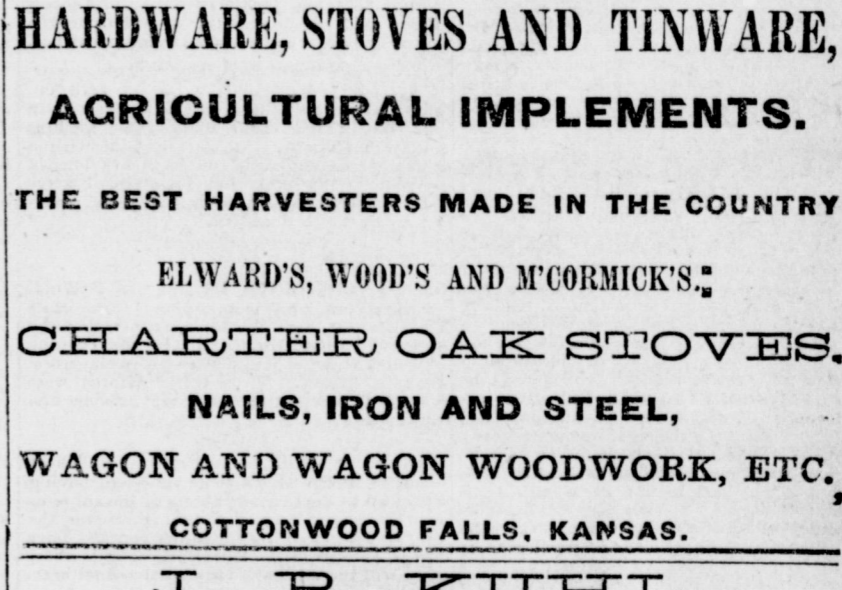 HARDWARE, STOVES AND TINWARE,
AGRICULTURAL IMPLEMENTS.
THE BEST HARVESTERS MADE IN THE COUNTRY
ELWARD'S, WOOD'S AND M'CORMICK'S.
CHARTER OAK STOVES.
NAILS, IRON AND STEEL,
WAGON AND WAGON WOODWORK, ETC.,
COTTONWOOD FALLS, KANSAS.